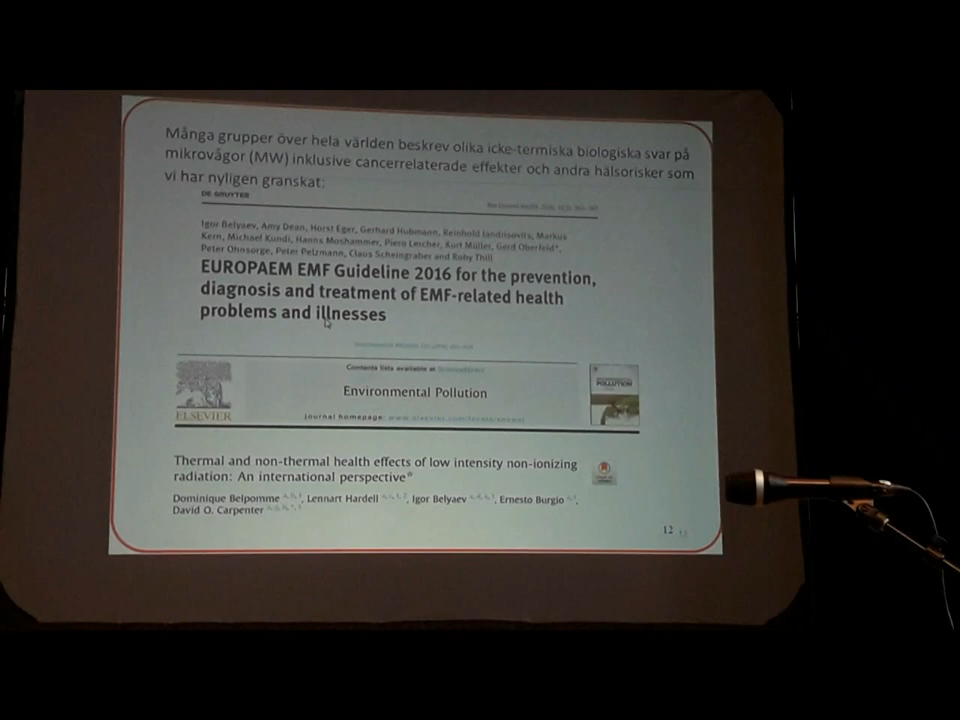 Många grupper över hela världen beskrev olika icke-termiska biologiska svar på
mikrovågor (MW) inklusive cancerrelaterade effekter och andra hälsorisker som
vi har nyligen granskat:
DE GRUYTER
Igor Belyaev, Amy Dean, Horst Eger, Gerhard Hubmann, Reinhold Jandrisovits, Markus
Kern, Michael Kundi, Hanns Moshammer, Piero Lercher, Kurt Müller, Gerd Oberfeld*,
Peter Ohnsorge, Peter Pelzmann, Claus Scheingraber and Roby Thill
EUROPAEM EMF Guideline 2016 for the prevention,
diagnosis and treatment of EMF-related health
problems and illnesses
Contents lists available at ScienceDirect
Environmental Pollution
journal homepage:
ELSEVIER
POLLUTION
Thermal and non-thermal health effects of low intensity non-ionizing
radiation: An international perspective*
Dominique Belpomme, Lennart Hardell, Igor Belyaev, Ernesto Burgio,
David O. Carpenter
12